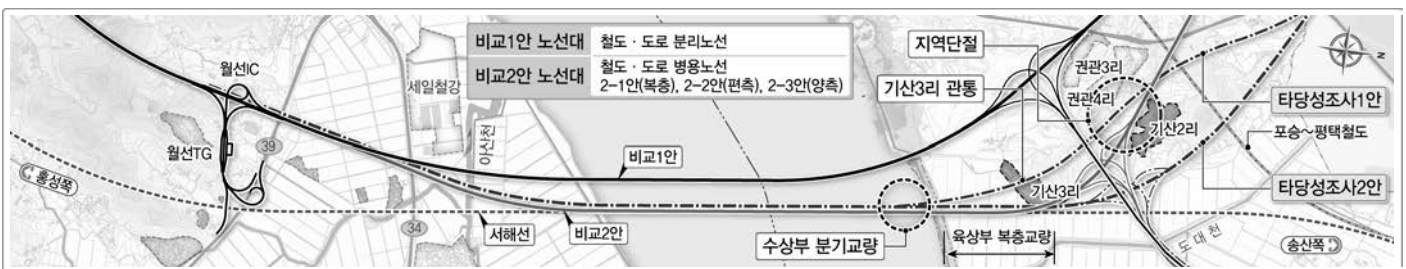 비교1안 노선대
철도 · 도로 분리노선
비교2안 노선대
철도 · 도로 병용노선
2-1안(복층), 2-2안(편측), 2-3안(양측)
월선IC
세일철강
아산천
월선TG
39
홍성쪽
34
서해선
비교2안
비교1안
지역단절
기산3리 관통
권관3리
권관4리
기산2리
기산3리
타당성조사1안
포승~평택철도
타당성조사2안
수상부 분기교량
육상부 복층교량
도대천
송산쪽
N